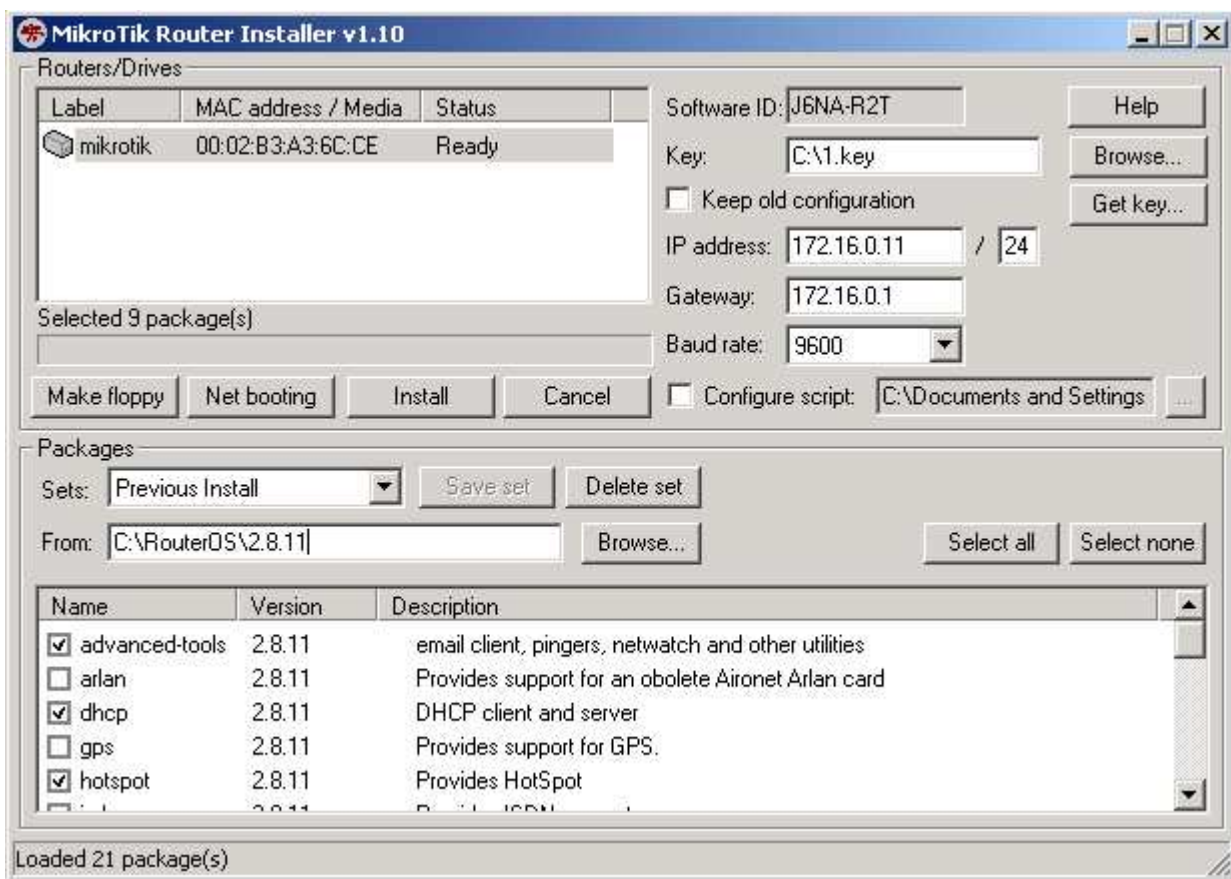 MikroTik Router Installer v1.10
Routers/Drives
Label MAC address / Media Status
mikrotik 00:02:B3:A3:6C:CE Ready
Selected 9 package(s)
Make floppy Net booting Install Cancel
Software ID: J6NA-R2T Help
Key: C:\1.key Browse...
Keep old configuration Get key...
IP address: 172.16.0.11 / 24
Gateway: 172.16.0.1
Baud rate: 9600
Configure script: C:\Documents and Settings ...
Packages
Sets: Previous Install Save set Delete set
From: C:\RouterOS\2.8.11 Browse... Select all Select none
Name Version Description
advanced-tools 2.8.11 email client, pingers, netwatch and other utilities
arlan 2.8.11 Provides support for an obolete Aironet Arlan card
dhcp 2.8.11 DHCP client and server
gps 2.8.11 Provides support for GPS.
hotspot 2.8.11 Provides HotSpot
Loaded 21 package(s)